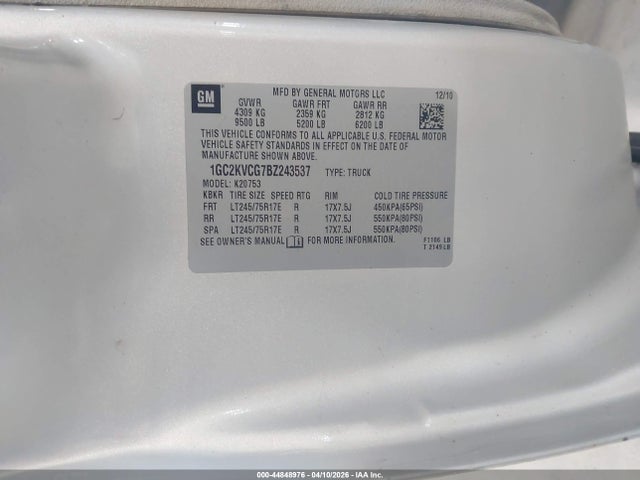 GM
MFD BY GENERAL MOTORS LLC
12/10
GVWR GAWR FRT GAWR RR
4309 KG 2359 KG 2812 KG
9500 LB 5200 LB 6200 LB
THIS VEHICLE CONFORMS TO ALL APPLICABLE U.S. FEDERAL MOTOR
VEHICLE SAFETY STANDARDS IN EFFECT ON THE DATE OF
MANUFACTURE SHOWN ABOVE.
1GC2KVCG7BZ243537 TYPE: TRUCK
MODEL: K20753
KBKR TIRE SIZE SPEED RTG RIM COLD TIRE PRESSURE
FRT LT245/75R17E R 17X7.5J 450KPA(65PSI)
RR LT245/75R17E R 17X7.5J 550KPA(80PSI)
SPA LT245/75R17E R 17X7.5J 550KPA(80PSI)
SEE OWNER'S MANUAL FOR MORE INFORMATION.
F1106 LB
T 2149 LB
000-44848976 - 04/10/2026 - IAA Inc.